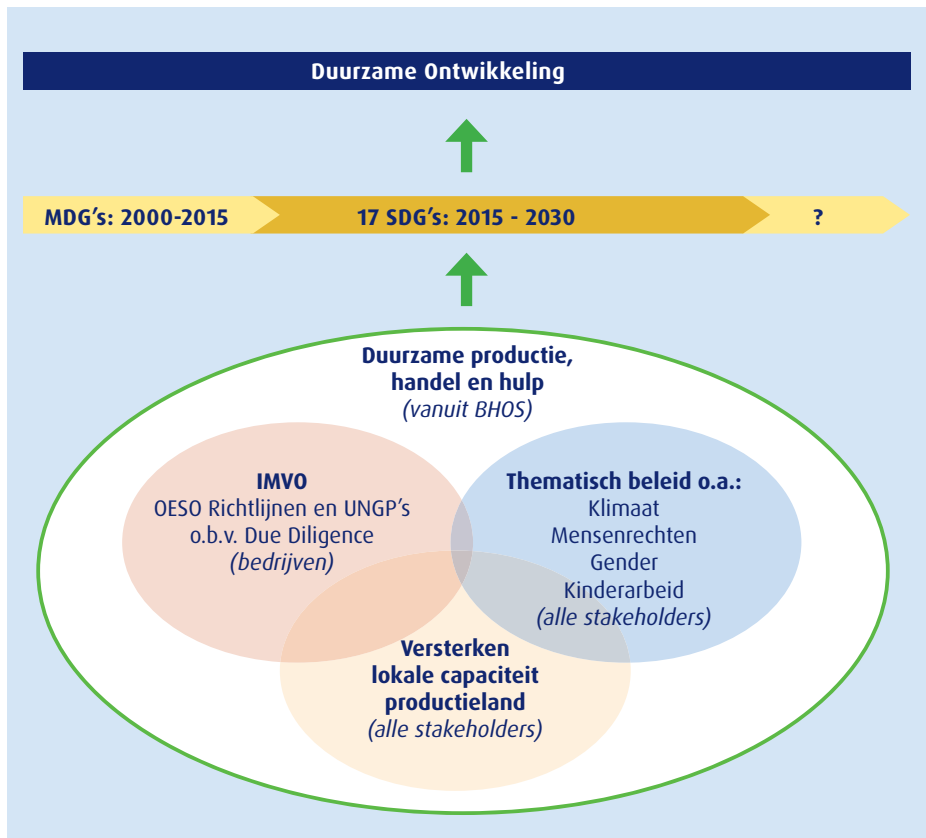 Duurzame Ontwikkeling
MDG's: 2000-2015
17 SDG's: 2015 - 2030
?
Duurzame productie,
handel en hulp
(vanuit BHOS)
IMVO
OESO Richtlijnen en UNGP's
o.b.v. Due Diligence
(bedrijven)
Thematisch beleid o.a.:
Klimaat
Mensenrechten
Gender
Kinderarbeid
(alle stakeholders)
Versterken
lokale capaciteit
productieland
(alle stakeholders)